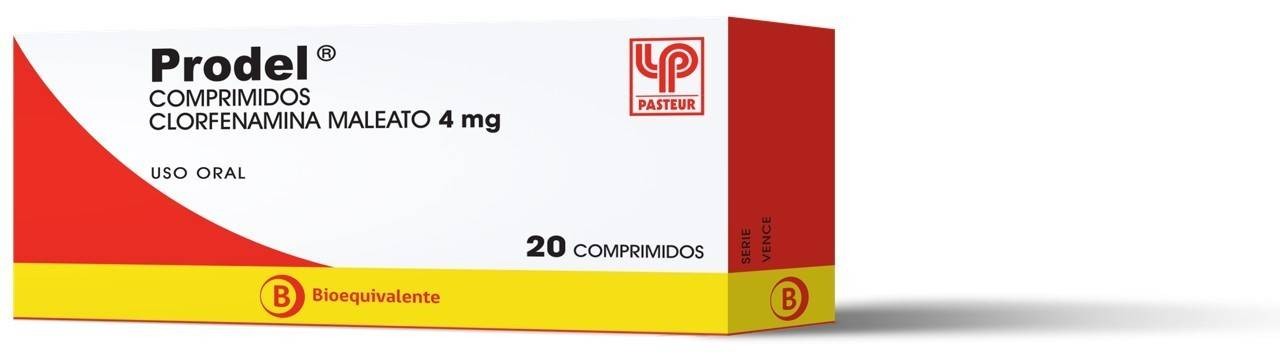 Prodel®
COMPRIMIDOS
CLORFENAMINA MALEATO 4 mg
USO ORAL
LP
PASTEUR
20 COMPRIMIDOS
SERIE
VENCE
B Bioequivalente
B